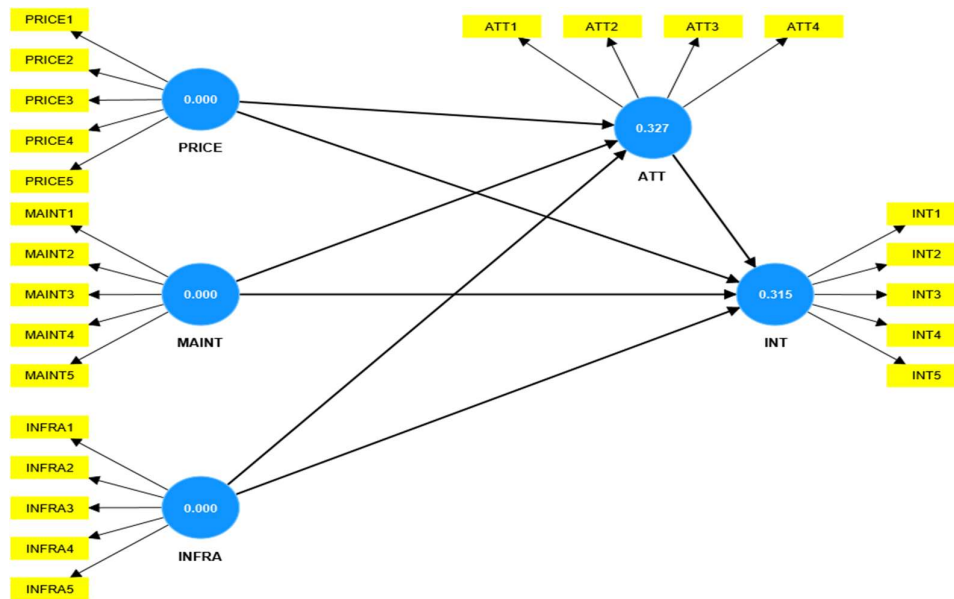 PRICE1
PRICE2
PRICE3
PRICE4
PRICE5
0.000
PRICE
MAINT1
MAINT2
MAINT3
MAINT4
MAINT5
0.000
MAINT
INFRA1
INFRA2
INFRA3
INFRA4
INFRA5
0.000
INFRA
ATT1
ATT2
ATT3
ATT4
0.327
ATT
0.315
INT
INT1
INT2
INT3
INT4
INT5